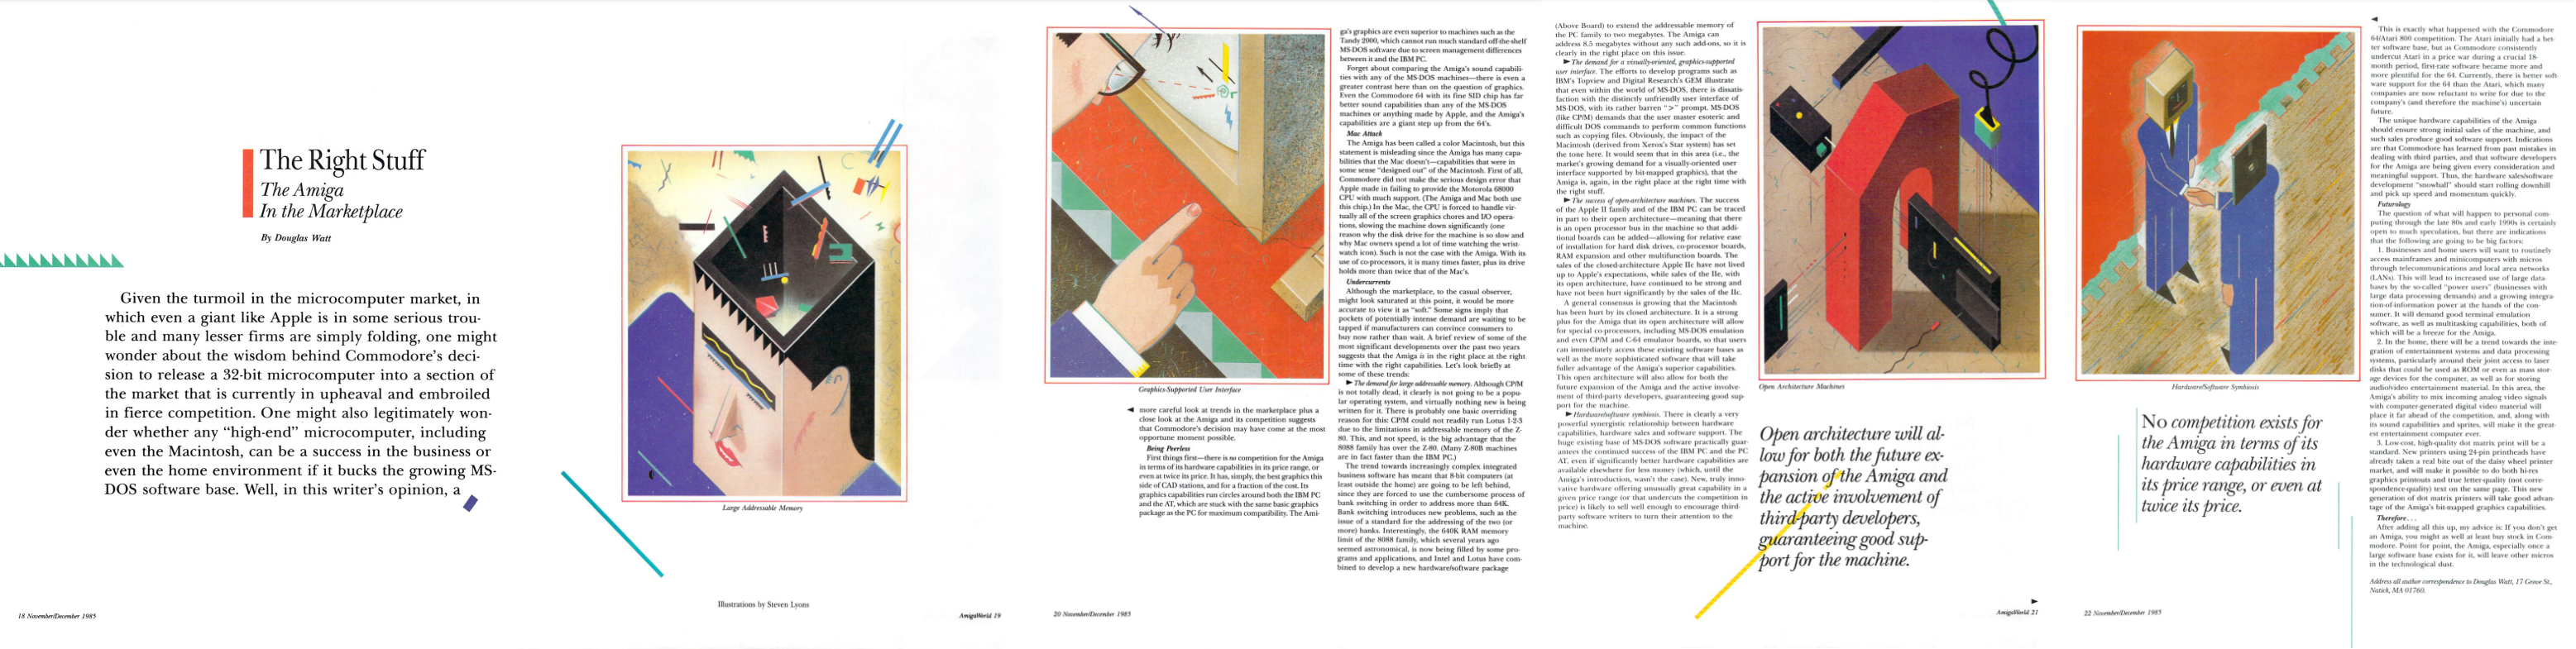 The Right Stuff
The Amiga
In the Marketplace
By Douglas Watt
Given the turmoil in the microcomputer market, in
which even a giant like Apple is in some serious trou-
ble and many lesser firms are simply folding, one might
wonder about the wisdom behind Commodore's deci-
sion to release a 32-bit microcomputer into a section of
the market that is currently in upheaval and embroiled
in fierce competition. One might also legitimately won-
der whether any "high-end" microcomputer, including
even the Macintosh, can be a success in the business or
even the home environment if it bucks the growing MS-
DOS software base. Well, in this writer's opinion, a
18 November/December 1985
Large Addressable Memory
Illustrations by Steven Lyons
AmigaWorld 19
Graphics-Supported User Interface
◄ more careful look at trends in the marketplace plus a
close look at the Amiga and its competition suggests
that Commodore's decision may have come at the most
opportune moment possible.
Being Peerless
First things first—there is no competition for the Amiga
in terms of its hardware capabilities in its price range, or
even at twice its price. It has, simply, the best graphics this
side of CAD stations, and for a fraction of the cost. Its
graphics capabilities run circles around both the IBM PC
and the AT, which are stuck with the same basic graphics
package as the PC for maximum compatibility. The Ami-
20 November/December 1985
ga's graphics are even superior to machines such as the
Tandy 2000, which cannot run much standard off-the-shelf
MS-DOS software due to screen management differences
between it and the IBM PC.
Forget about comparing the Amiga's sound capabili-
ties with any of the MS-DOS machines—there is even a
greater contrast here than on the question of graphics.
Even the Commodore 64 with its fine SID chip has far
better sound capabilities than any of the MS-DOS
machines or anything made by Apple, and the Amiga's
capabilities are a giant step up from the 64's.
Mac Attack
The Amiga has been called a color Macintosh, but this
statement is misleading since the Amiga has many capa-
bilities that the Mac doesn't—capabilities that were in
some sense "designed out" of the Macintosh. First of all,
Commodore did not make the serious design error that
Apple made in failing to provide the Motorola 68000
CPU with much support. (The Amiga and Mac both use
this chip.) In the Mac, the CPU is forced to handle vir-
tually all of the screen graphics chores and I/O opera-
tions, slowing the machine down significantly (one
reason why the disk drive for the machine is so slow and
why Mac owners spend a lot of time watching the wrist-
watch icon). Such is not the case with the Amiga. With its
use of co-processors, it is many times faster, plus its drive
holds more than twice that of the Mac's.
Undercurrents
Although the marketplace, to the casual observer,
might look saturated at this point, it would be more
accurate to view it as "soft." Some signs imply that
pockets of potentially intense demand are waiting to be
tapped if manufacturers can convince consumers to
buy now rather than wait. A brief review of some of the
most significant developments over the past two years
suggests that the Amiga is in the right place at the right
time with the right capabilities. Let's look briefly at
some of these trends:
► The demand for large addressable memory. Although CP/M
is not totally dead, it clearly is not going to be a popu-
lar operating system, and virtually nothing new is being
written for it. There is probably one basic overriding
reason for this: CP/M could not readily run Lotus 1-2-3
due to the limitations in addressable memory of the Z-
80. This, and not speed, is the big advantage that the
8088 family has over the Z-80. (Many Z-80B machines
are in fact faster than the IBM PC.)
The trend towards increasingly complex integrated
business software has meant that 8-bit computers (at
least outside the home) are going to be left behind,
since they are forced to use the cumbersome process of
bank switching in order to address more than 64K.
Bank switching introduces new problems, such as the
issue of a standard for the addressing of the two (or
more) banks. Interestingly, the 640K RAM memory
limit of the 8088 family, which several years ago
seemed astronomical, is now being filled by some pro-
grams and applications, and Intel and Lotus have com-
bined to develop a new hardware/software package
(Above Board) to extend the addressable memory of
the PC family to two megabytes. The Amiga can
address 8.5 megabytes without any such add-ons, so it is
clearly in the right place on this issue.
► The demand for a visually-oriented, graphics-supported
user interface. The efforts to develop programs such as
IBM's Topview and Digital Research's GEM illustrate
that even within the world of MS-DOS, there is dissatis-
faction with the distinctly unfriendly user interface of
MS-DOS, with its rather barren ">" prompt. MS-DOS
(like CP/M) demands that the user master esoteric and
difficult DOS commands to perform common functions
such as copying files. Obviously, the impact of the
Macintosh (derived from Xerox's Star system) has set
the tone here. It would seem that in this area (i.e., the
market's growing demand for a visually-oriented user
interface supported by bit-mapped graphics), that the
Amiga is, again, in the right place at the right time with
the right stuff.
► The success of open-architecture machines. The success
of the Apple II family and of the IBM PC can be traced
in part to their open architecture—meaning that there
is an open processor bus in the machine so that addi-
tional boards can be added—allowing for relative ease
of installation for hard disk drives, co-processor boards,
RAM expansion and other multifunction boards. The
sales of the closed-architecture Apple IIc have not lived
up to Apple's expectations, while sales of the IIe, with
its open architecture, have continued to be strong and
have not been hurt significantly by the sales of the IIc.
A general consensus is growing that the Macintosh
has been hurt by its closed architecture. It is a strong
plus for the Amiga that its open architecture will allow
for special co-processors, including MS-DOS emulation
and even CP/M and C-64 emulator boards, so that users
can immediately access these existing software bases as
well as the more sophisticated software that will take
fuller advantage of the Amiga's superior capabilities.
This open architecture will also allow for both the
future expansion of the Amiga and the active involve-
ment of third-party developers, guaranteeing good sup-
port for the machine.
► Hardware/software symbiosis. There is clearly a very
powerful synergistic relationship between hardware
capabilities, hardware sales and software support. The
huge existing base of MS-DOS software practically guar-
antees the continued success of the IBM PC and the PC
AT, even if significantly better hardware capabilities are
available elsewhere for less money (which, until the
Amiga's introduction, wasn't the case). New, truly inno-
vative hardware offering unusually great capability in a
given price range (or that undercuts the competition in
price) is likely to sell well enough to encourage third-
party software writers to turn their attention to the
machine.
Open Architecture Machines
Open architecture will al-
low for both the future ex-
pansion of the Amiga and
the active involvement of
third-party developers,
guaranteeing good sup-
port for the machine.
►
AmigaWorld 21
Hardware/Software Symbiosis
No competition exists for
the Amiga in terms of its
hardware capabilities in
its price range, or even at
twice its price.
22 November/December 1985
◄
This is exactly what happened with the Commodore
64/Atari 800 competition. The Atari initially had a bet-
ter software base, but as Commodore consistently
undercut Atari in a price war during a crucial 18-
month period, first-rate software became more and
more plentiful for the 64. Currently, there is better soft-
ware support for the 64 than the Atari, which many
companies are now reluctant to write for due to the
company's (and therefore the machine's) uncertain
future.
The unique hardware capabilities of the Amiga
should ensure strong initial sales of the machine, and
such sales produce good software support. Indications
are that Commodore has learned from past mistakes in
dealing with third parties, and that software developers
for the Amiga are being given every consideration and
meaningful support. Thus, the hardware sales/software
development "snowball" should start rolling downhill
and pick up speed and momentum quickly.
Futurology
The question of what will happen to personal com-
puting through the late 80s and early 1990s is certainly
open to much speculation, but there are indications
that the following are going to be big factors:
1. Businesses and home users will want to routinely
access mainframes and minicomputers with micros
through telecommunications and local area networks
(LANs). This will lead to increased use of large data-
bases by the so-called "power users" (businesses with
large data processing demands) and a growing integra-
tion-of-information power at the hands of the con-
sumer. It will demand good terminal emulation
software, as well as multitasking capabilities, both of
which will be a breeze for the Amiga.
2. In the home, there will be a trend towards the inte-
gration of entertainment systems and data processing
systems, particularly around their joint access to laser
disks that could be used as ROM or even as mass stor-
age devices for the computer, as well as for storing
audio/video entertainment material. In this area, the
Amiga's ability to mix incoming analog video signals
with computer-generated digital video material will
place it far ahead of the competition, and, along with
its sound capabilities and sprites, will make it the great-
est entertainment computer ever.
3. Low-cost, high-quality dot matrix print will be a
standard. New printers using 24-pin printheads have
already taken a real bite out of the daisy wheel printer
market, and will make it possible to do both hi-res
graphics printouts and true letter-quality (not corre-
spondence-quality) text on the same page. This new
generation of dot matrix printers will take good advan-
tage of the Amiga's bit-mapped graphics capabilities.
Therefore . . .
After adding all this up, my advice is: If you don't get
an Amiga, you might as well at least buy stock in Com-
modore. Point for point, the Amiga, especially once a
large software base exists for it, will leave other micros
in the technological dust.
Address all author correspondence to Douglas Watt, 17 Grove St.,
Natick, MA 01760.